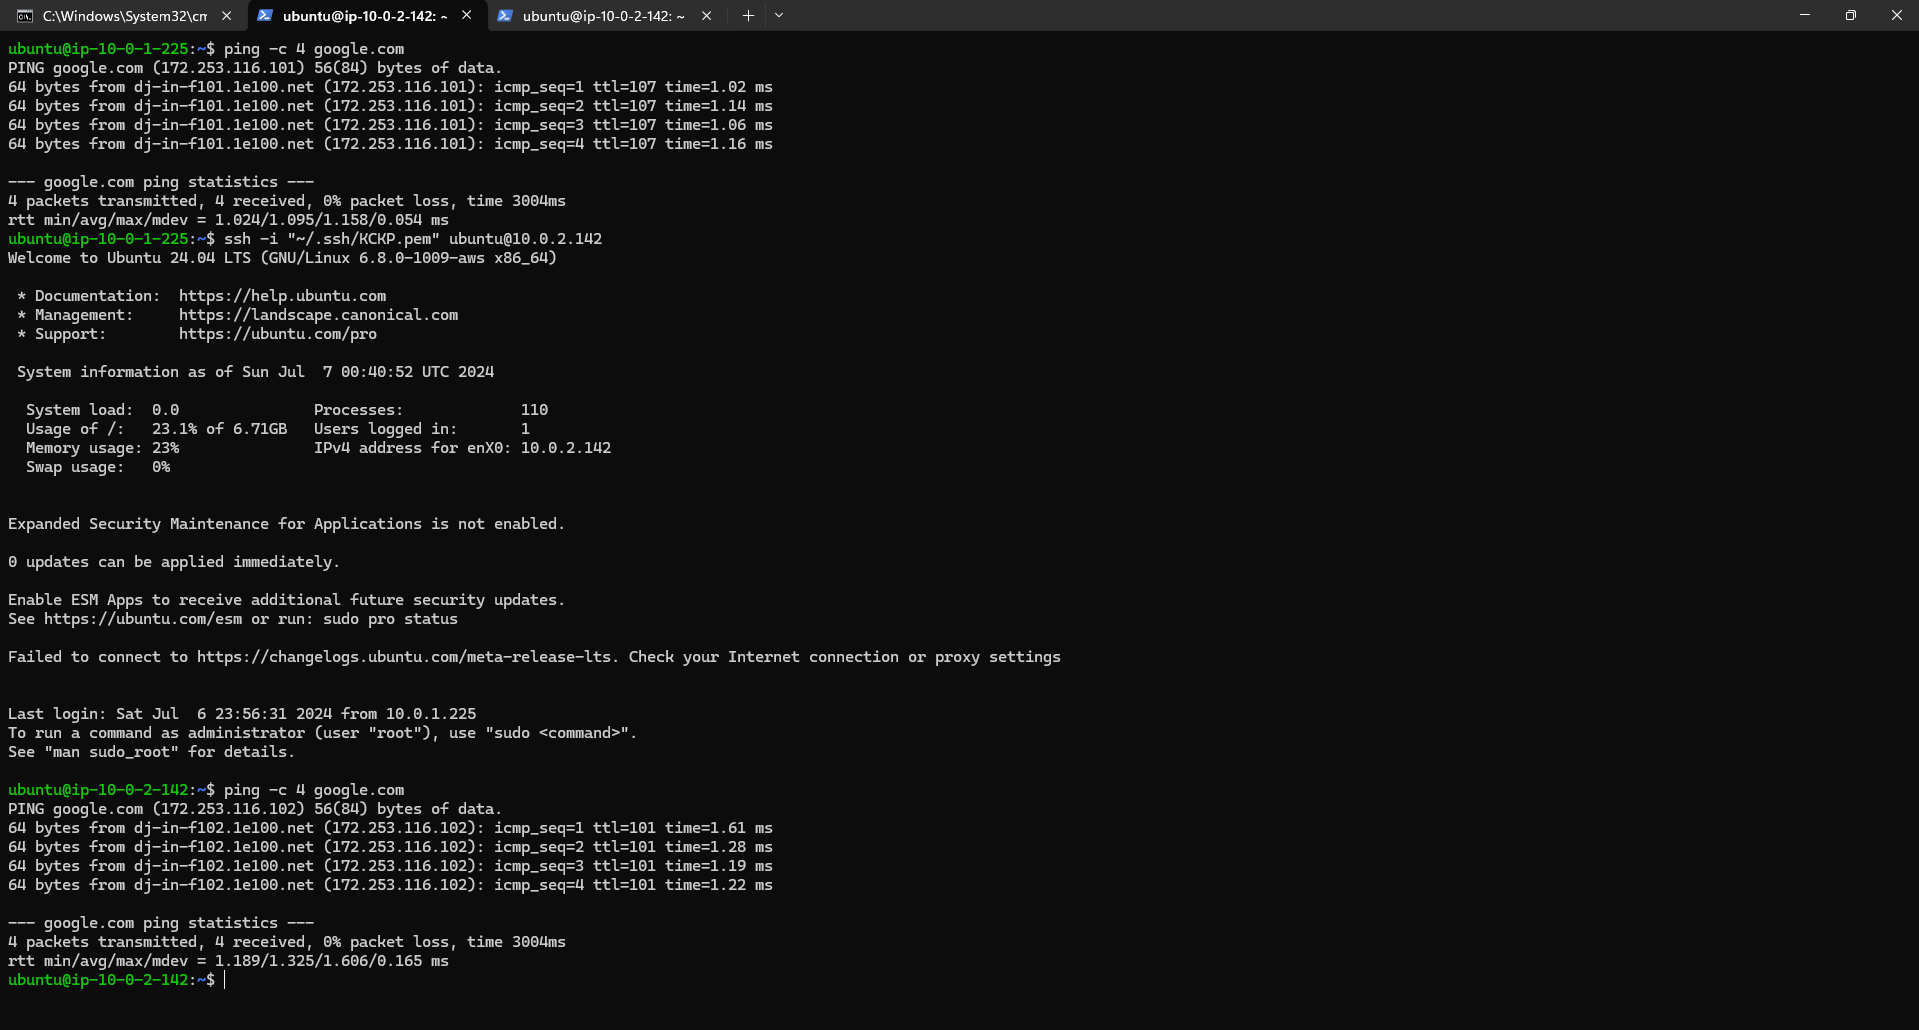 C:\Windows\System32\cm
ubuntu@ip-10-0-2-142: ~
ubuntu@ip-10-0-2-142: ~
ubuntu@ip-10-0-1-225:~$ ping -c 4 google.com
PING google.com (172.253.116.101) 56(84) bytes of data.
64 bytes from dj-in-f101.1e100.net (172.253.116.101): icmp_seq=1 ttl=107 time=1.02 ms
64 bytes from dj-in-f101.1e100.net (172.253.116.101): icmp_seq=2 ttl=107 time=1.14 ms
64 bytes from dj-in-f101.1e100.net (172.253.116.101): icmp_seq=3 ttl=107 time=1.06 ms
64 bytes from dj-in-f101.1e100.net (172.253.116.101): icmp_seq=4 ttl=107 time=1.16 ms
--- google.com ping statistics ---
4 packets transmitted, 4 received, 0% packet loss, time 3004ms
rtt min/avg/max/mdev = 1.024/1.095/1.158/0.054 ms
ubuntu@ip-10-0-1-225:~$ ssh -i "~/.ssh/KCKP.pem" ubuntu@10.0.2.142
Welcome to Ubuntu 24.04 LTS (GNU/Linux 6.8.0-1009-aws x86_64)
* Documentation:  https://help.ubuntu.com
* Management:     https://landscape.canonical.com
* Support:        https://ubuntu.com/pro
System information as of Sun Jul  7 00:40:52 UTC 2024
System load:  0.0               Processes:             110
Usage of /:   23.1% of 6.71GB   Users logged in:       1
Memory usage: 23%               IPv4 address for enX0: 10.0.2.142
Swap usage:   0%
Expanded Security Maintenance for Applications is not enabled.
0 updates can be applied immediately.
Enable ESM Apps to receive additional future security updates.
See https://ubuntu.com/esm or run: sudo pro status
Failed to connect to https://changelogs.ubuntu.com/meta-release-lts. Check your Internet connection or proxy settings
Last login: Sat Jul  6 23:56:31 2024 from 10.0.1.225
To run a command as administrator (user "root"), use "sudo <command>".
See "man sudo_root" for details.
ubuntu@ip-10-0-2-142:~$ ping -c 4 google.com
PING google.com (172.253.116.102) 56(84) bytes of data.
64 bytes from dj-in-f102.1e100.net (172.253.116.102): icmp_seq=1 ttl=101 time=1.61 ms
64 bytes from dj-in-f102.1e100.net (172.253.116.102): icmp_seq=2 ttl=101 time=1.28 ms
64 bytes from dj-in-f102.1e100.net (172.253.116.102): icmp_seq=3 ttl=101 time=1.19 ms
64 bytes from dj-in-f102.1e100.net (172.253.116.102): icmp_seq=4 ttl=101 time=1.22 ms
--- google.com ping statistics ---
4 packets transmitted, 4 received, 0% packet loss, time 3004ms
rtt min/avg/max/mdev = 1.189/1.325/1.606/0.165 ms
ubuntu@ip-10-0-2-142:~$